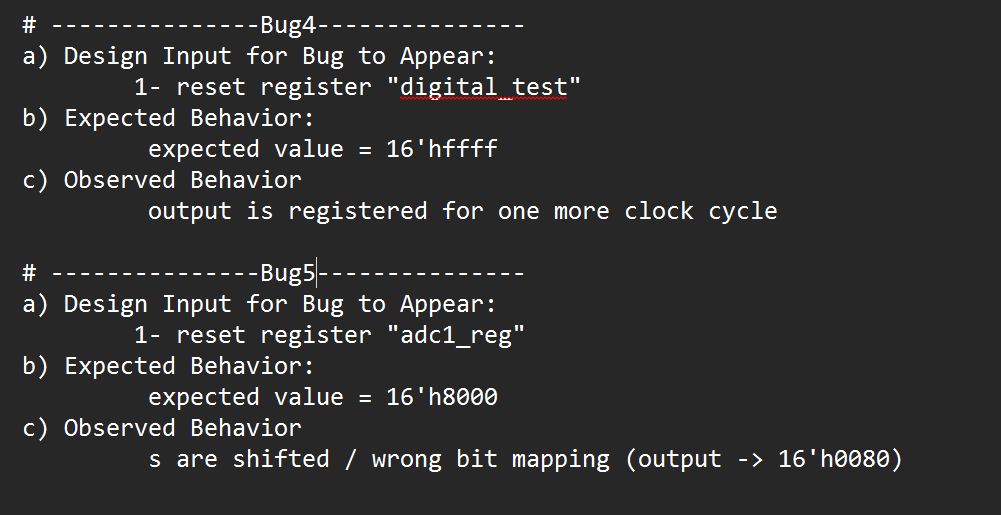 # ---------------Bug4---------------
a) Design Input for Bug to Appear:
1- reset register "digital_test"
b) Expected Behavior:
expected value = 16'hffff
c) Observed Behavior
output is registered for one more clock cycle
# ---------------Bug5---------------
a) Design Input for Bug to Appear:
1- reset register "adc1_reg"
b) Expected Behavior:
expected value = 16'h8000
c) Observed Behavior
s are shifted / wrong bit mapping (output -> 16'h0080)